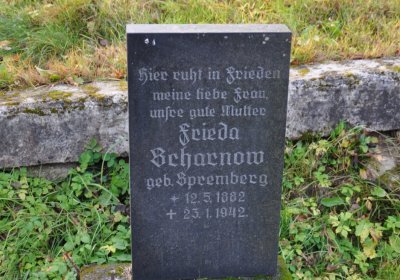 Hier ruht in Frieden
meine liebe Frau,
unsre gute Mutter
Frieda
Scharnow
geb. Spremberg
+ 12.5.1882
+ 23.1.1942.